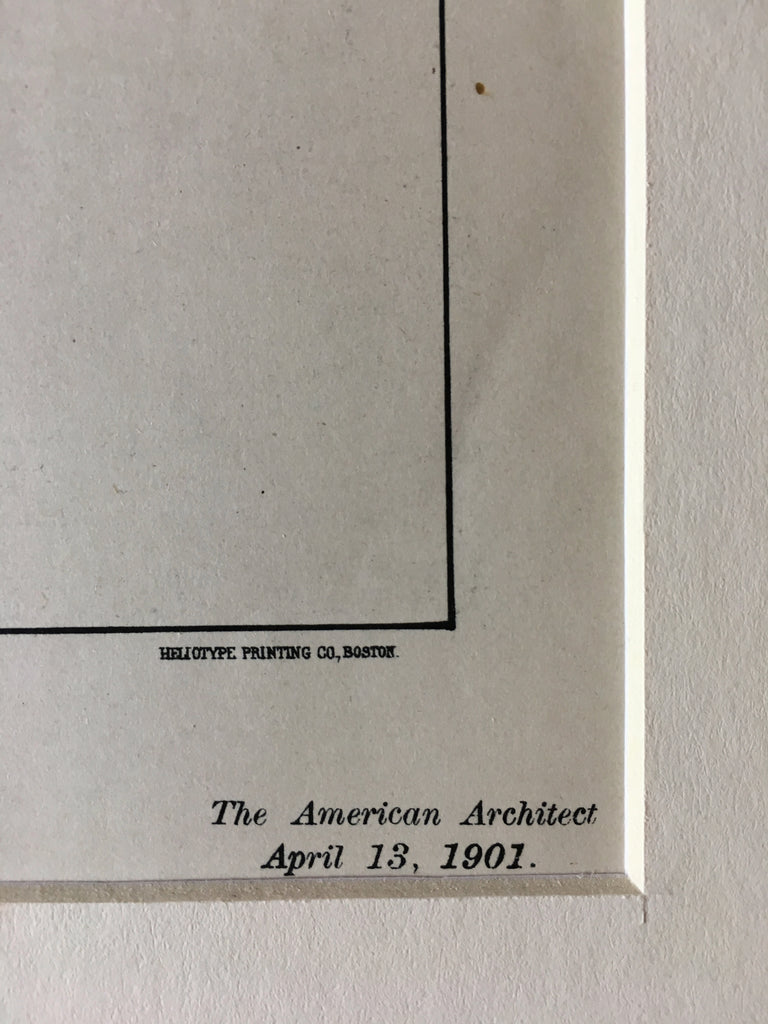 HELIOTYPE PRINTING CO., BOSTON.
The American Architect
April 13, 1901.